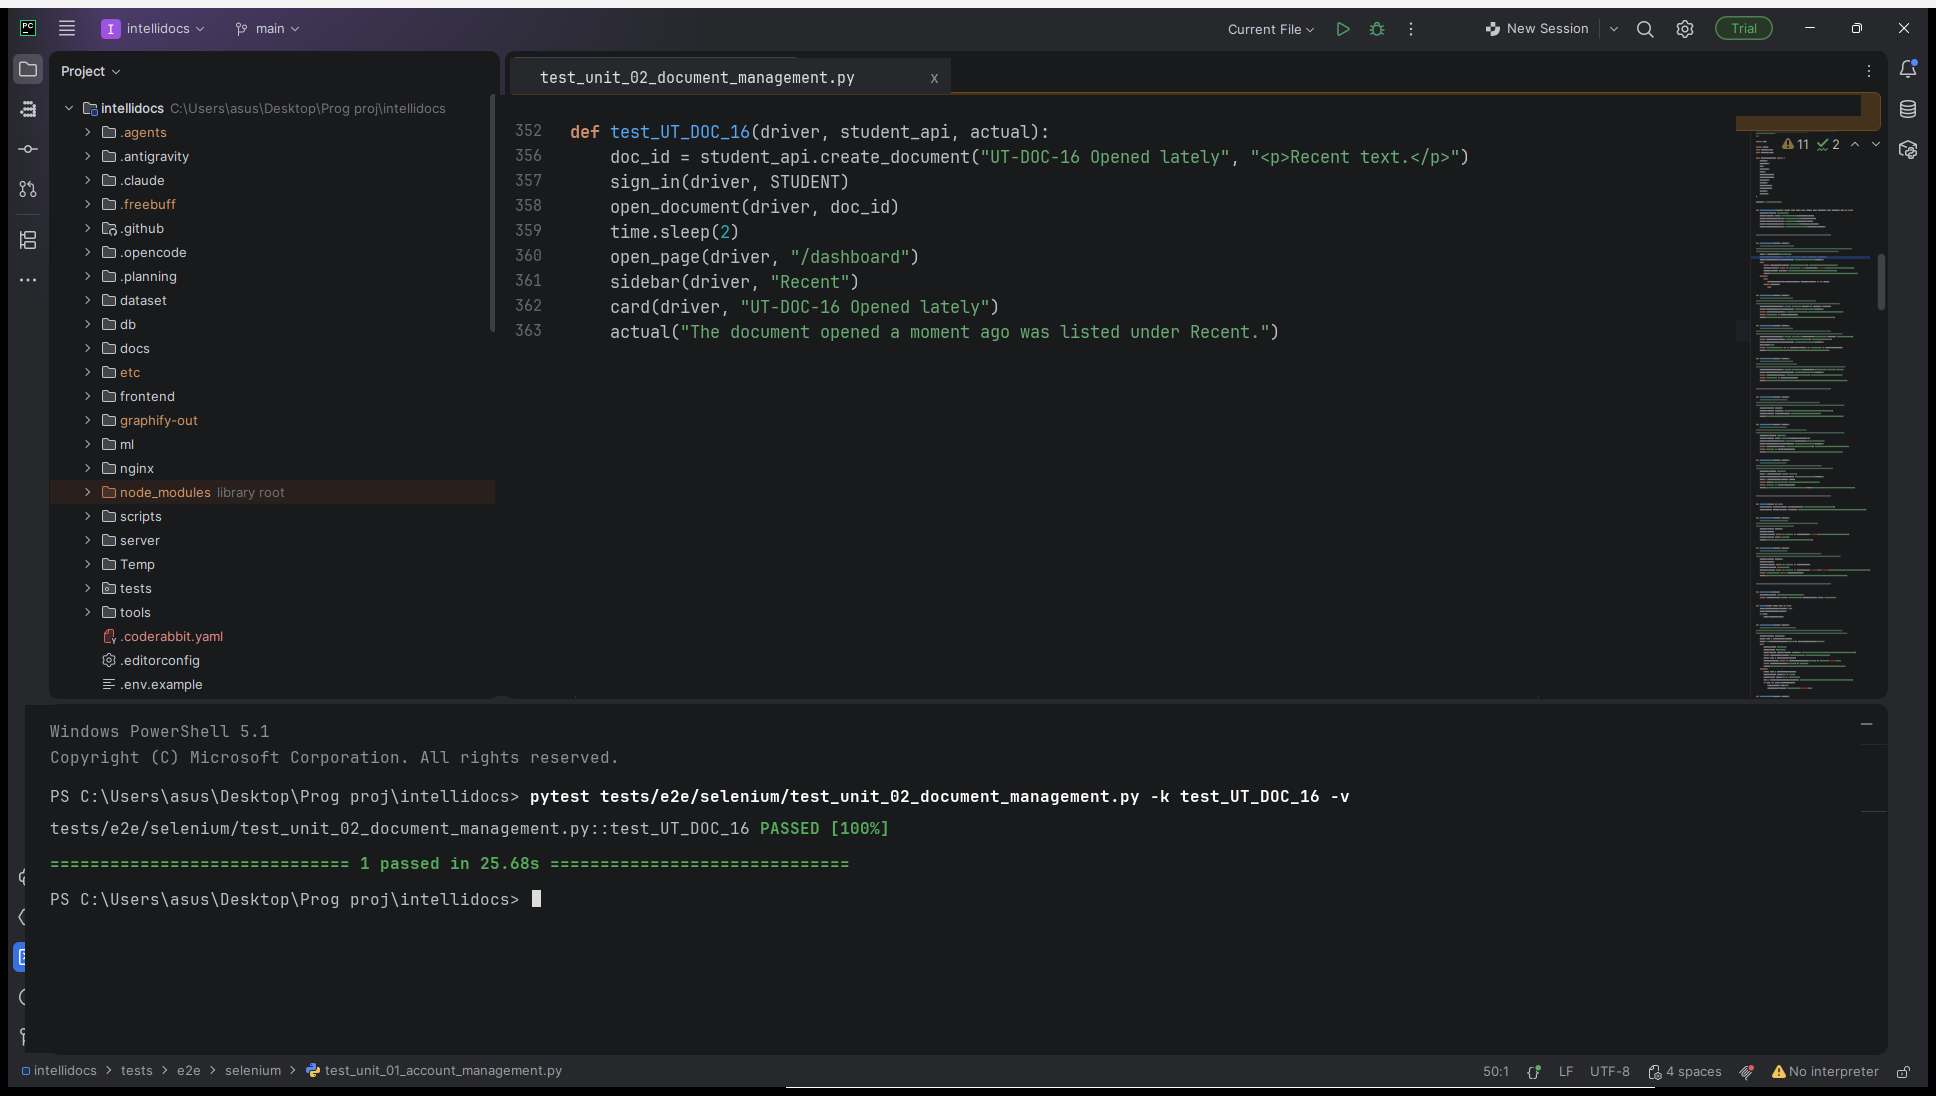 PC
I intellidocs
main
Current File
New Session
Trial
Project
test_unit_02_document_management.py x
intellidocs C:\Users\asus\Desktop\Prog proj\intellidocs
.agents
.antigravity
.claude
.freebuff
.github
.opencode
.planning
dataset
db
docs
etc
frontend
graphify-out
ml
nginx
node_modules library root
scripts
server
Temp
tests
tools
.coderabbit.yaml
.editorconfig
.env.example
352 def test_UT_DOC_16(driver, student_api, actual):
356 doc_id = student_api.create_document("UT-DOC-16 Opened lately", "<p>Recent text.</p>")
357 sign_in(driver, STUDENT)
358 open_document(driver, doc_id)
359 time.sleep(2)
360 open_page(driver, "/dashboard")
361 sidebar(driver, "Recent")
362 card(driver, "UT-DOC-16 Opened lately")
363 actual("The document opened a moment ago was listed under Recent.")
11 2
Windows PowerShell 5.1
Copyright (C) Microsoft Corporation. All rights reserved.
PS C:\Users\asus\Desktop\Prog proj\intellidocs> pytest tests/e2e/selenium/test_unit_02_document_management.py -k test_UT_DOC_16 -v
tests/e2e/selenium/test_unit_02_document_management.py::test_UT_DOC_16 PASSED [100%]
============================== 1 passed in 25.68s ==============================
PS C:\Users\asus\Desktop\Prog proj\intellidocs>
intellidocs > tests > e2e > selenium > test_unit_01_account_management.py
50:1 LF UTF-8 4 spaces No interpreter